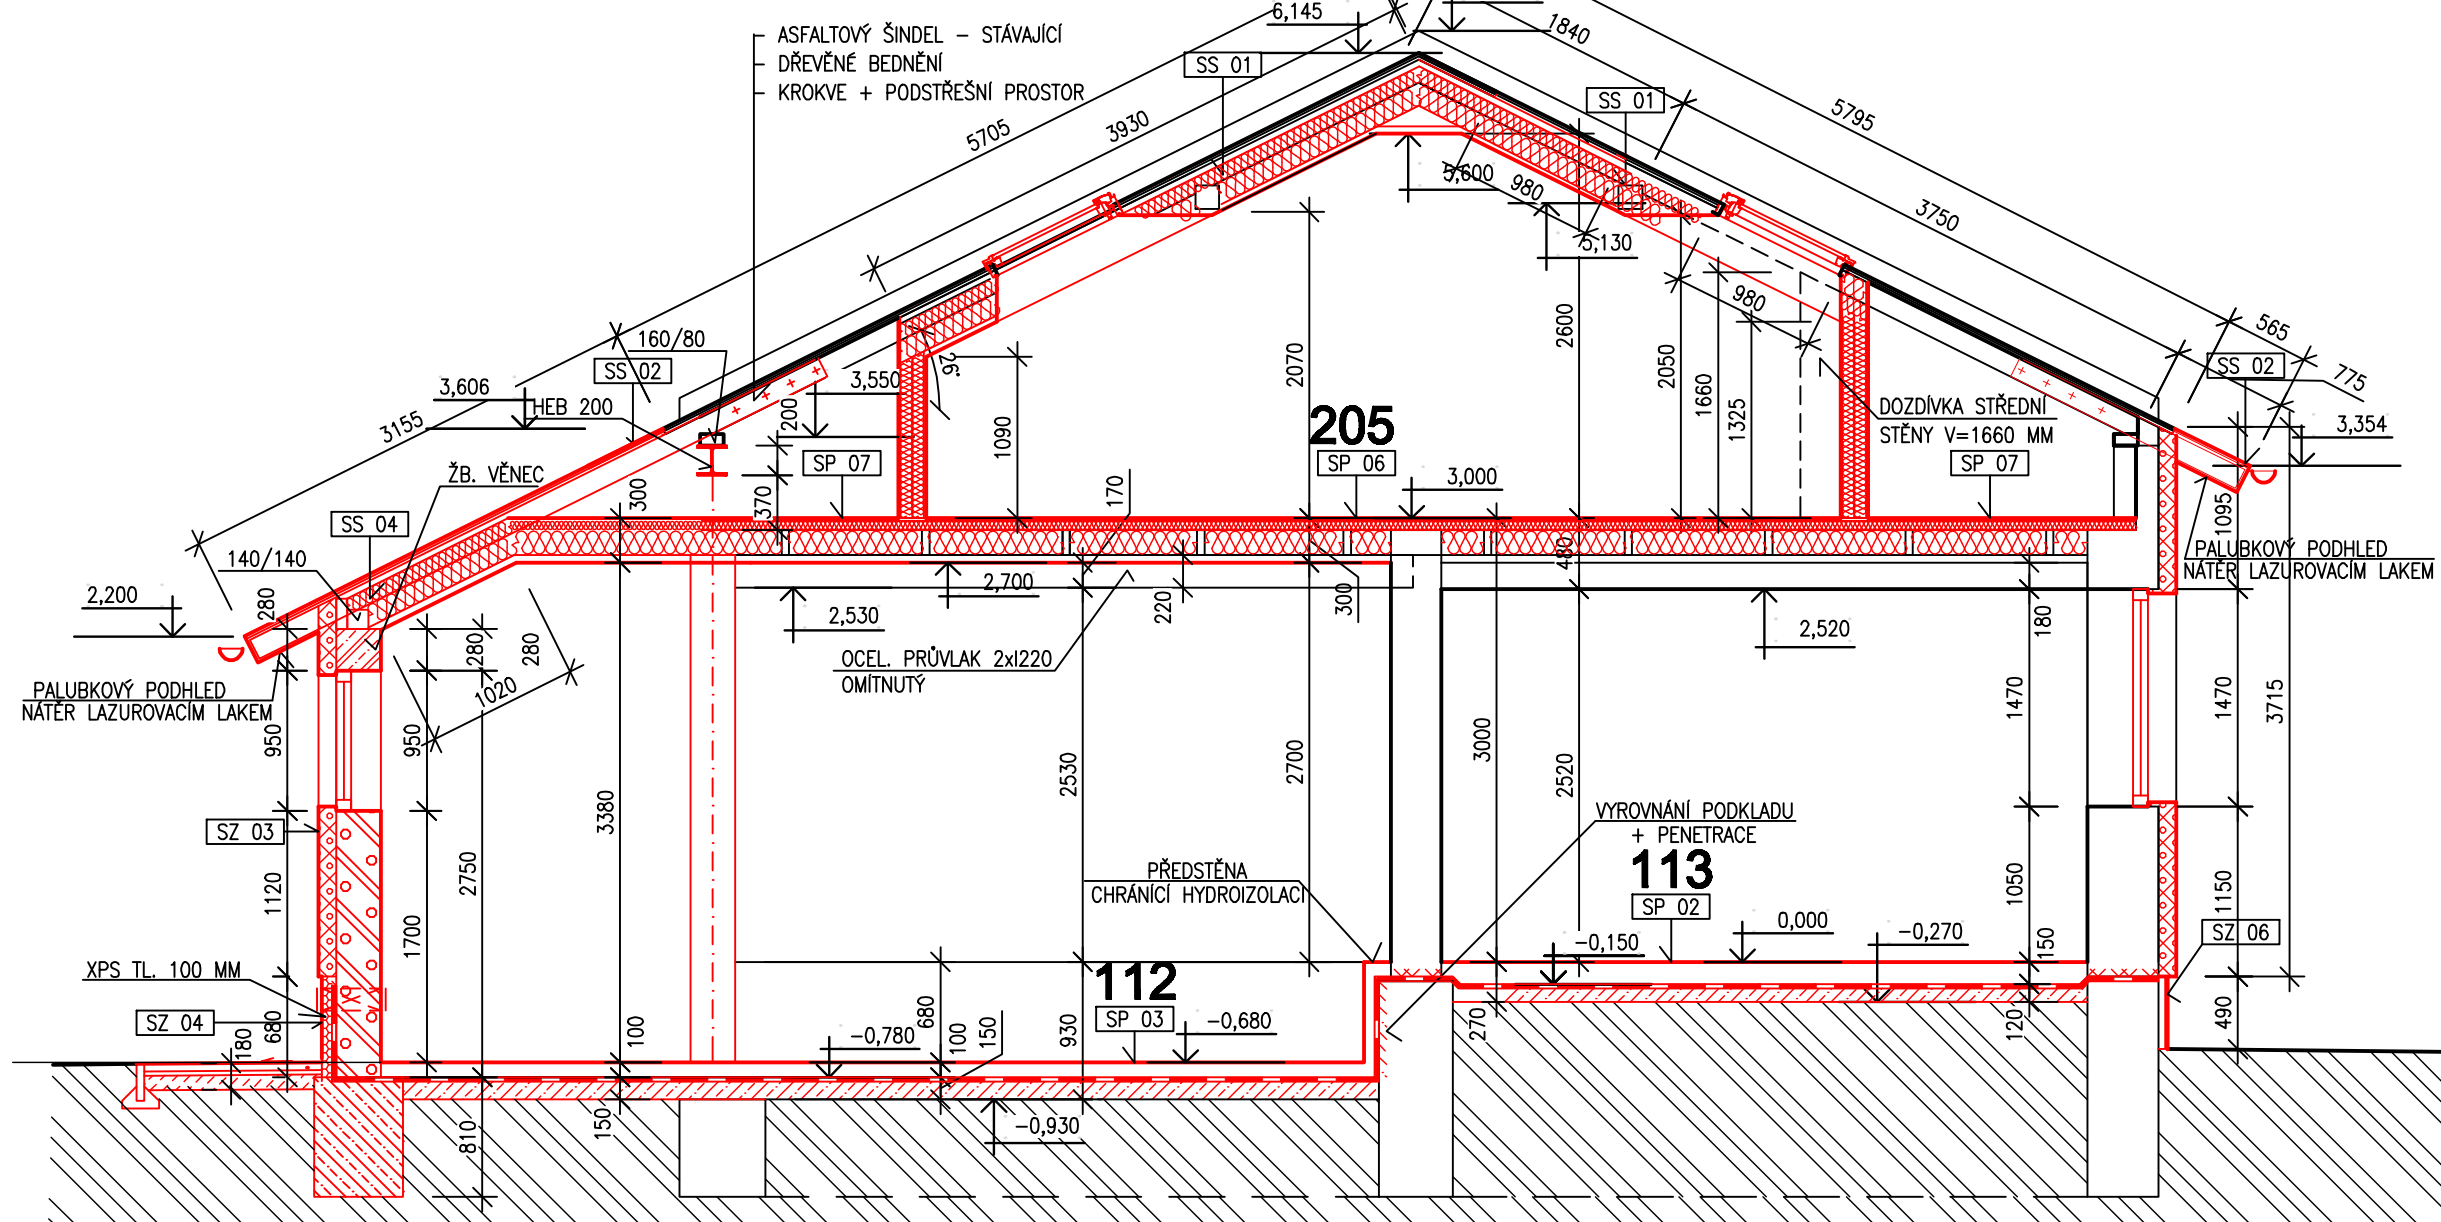 6,145
1840
ASFALTOVÝ ŠINDEL – STÁVAJÍCÍ
DŘEVĚNÉ BEDNĚNÍ
KROKVE + PODSTŘEŠNÍ PROSTOR
SS 01
SS 01
5705
3930
5795
3750
5,600
980
5,130
980
565
775
SS 02
3,354
160/80
SS 02
3,606
HEB 200
3155
3,550
26°
200
1090
2070
2600
2050
1660
1325
205
DOZDÍVKA STŘEDNÍ
STĚNY V=1660 MM
SP 07
SP 06
SP 07
3,000
ŽB. VĚNEC
SS 04
140/140
300
370
170
480
300
1095
PALUBKOVÝ PODHLED
NÁTĚR LAZUROVACÍM LAKEM
2,200
280
2,700
2,530
220
2,520
180
280
280
1020
OCEL. PRŮVLAK 2xI220
OMÍTNUTÝ
PALUBKOVÝ PODHLED
NÁTĚR LAZUROVACÍM LAKEM
950
950
3380
2530
2700
3000
2520
1470
1470
3715
SZ 03
1120
1700
2750
VYROVNÁNÍ PODKLADU
+ PENETRACE
113
SP 02
PŘEDSTĚNA
CHRÁNÍCÍ HYDROIZOLACI
1050
1150
0,000
-0,150
-0,270
150
SZ 06
XPS TL. 100 MM
SZ 04
180
680
112
SP 03
100
-0,780
680
100
150
930
-0,680
270
120
490
810
150
-0,930